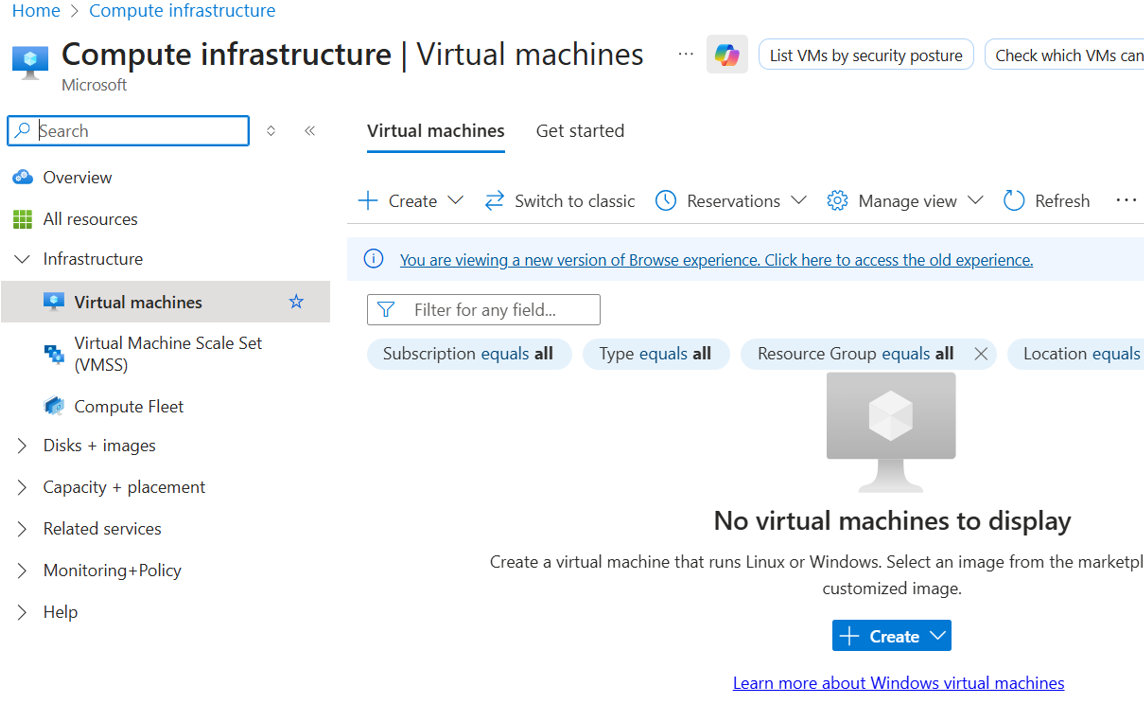 Home > Compute infrastructure
Compute infrastructure | Virtual machines
...
List VMs by security posture
Check which VMs can
Microsoft
Search
Overview
All resources
Infrastructure
Virtual machines
Virtual Machine Scale Set
(VMSS)
Compute Fleet
Disks + images
Capacity + placement
Related services
Monitoring+Policy
Help
Virtual machines
Get started
Create
Switch to classic
Reservations
Manage view
Refresh
...
You are viewing a new version of Browse experience. Click here to access the old experience.
Filter for any field...
Subscription equals all
Type equals all
Resource Group equals all
Location equals
No virtual machines to display
Create a virtual machine that runs Linux or Windows. Select an image from the marketpl
customized image.
+ Create
Learn more about Windows virtual machines